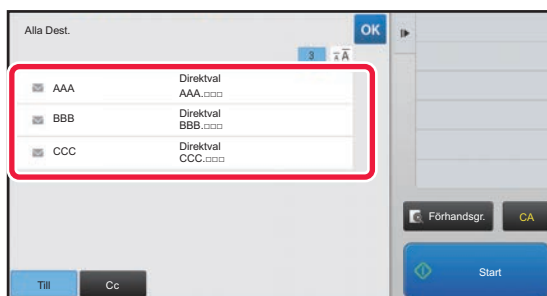 Alla Dest.
OK
3
AAA
Direktval
AAA.□□□
BBB
Direktval
BBB.□□□
CCC
Direktval
CCC.□□□
Förhandsgr.
CA
Till
Cc
Start